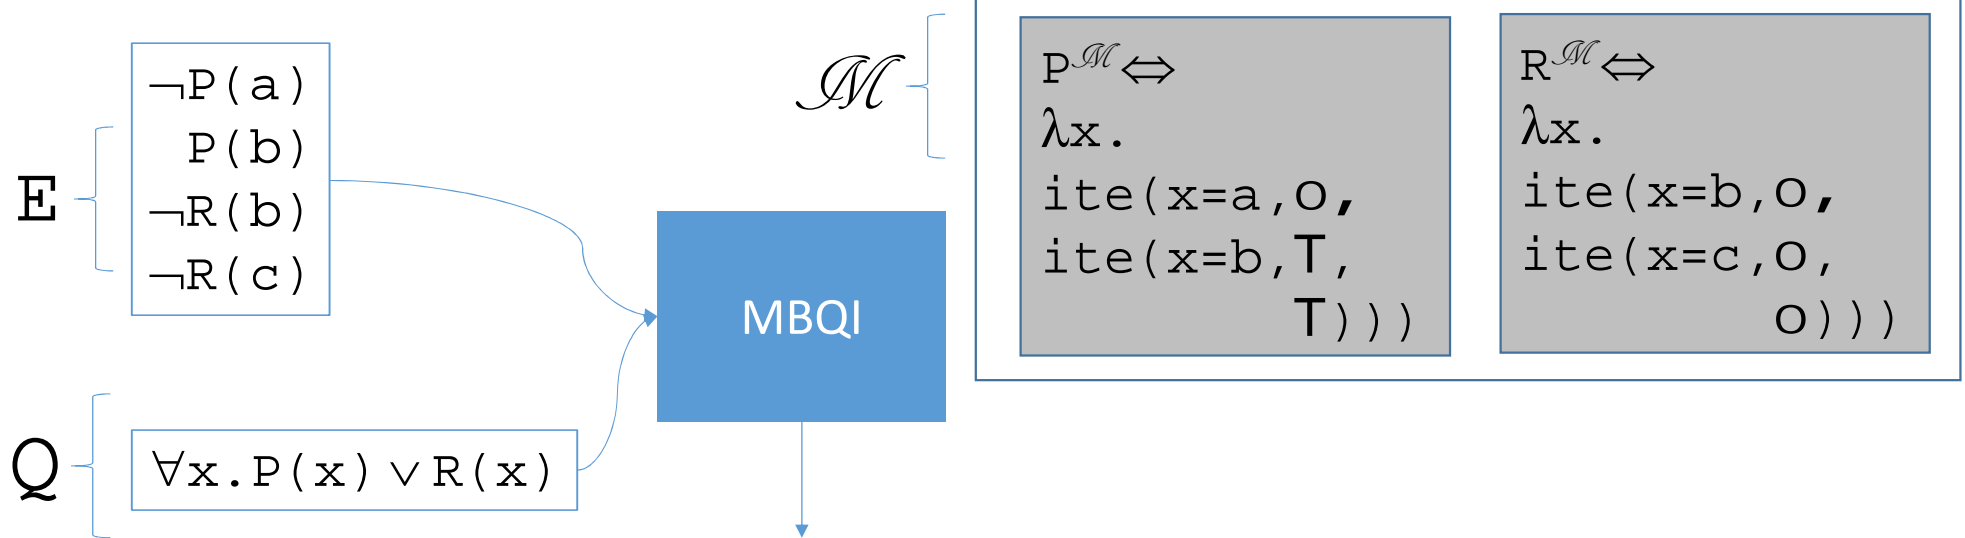 E
¬P(a)
P(b)
¬R(b)
¬R(c)
Q
∀x.P(x)∨R(x)
MBQI
ℳ
P^ℳ⇔
λx.
ite(x=a,o,
ite(x=b,T,
T)))
R^ℳ⇔
λx.
ite(x=b,o,
ite(x=c,o,
o)))